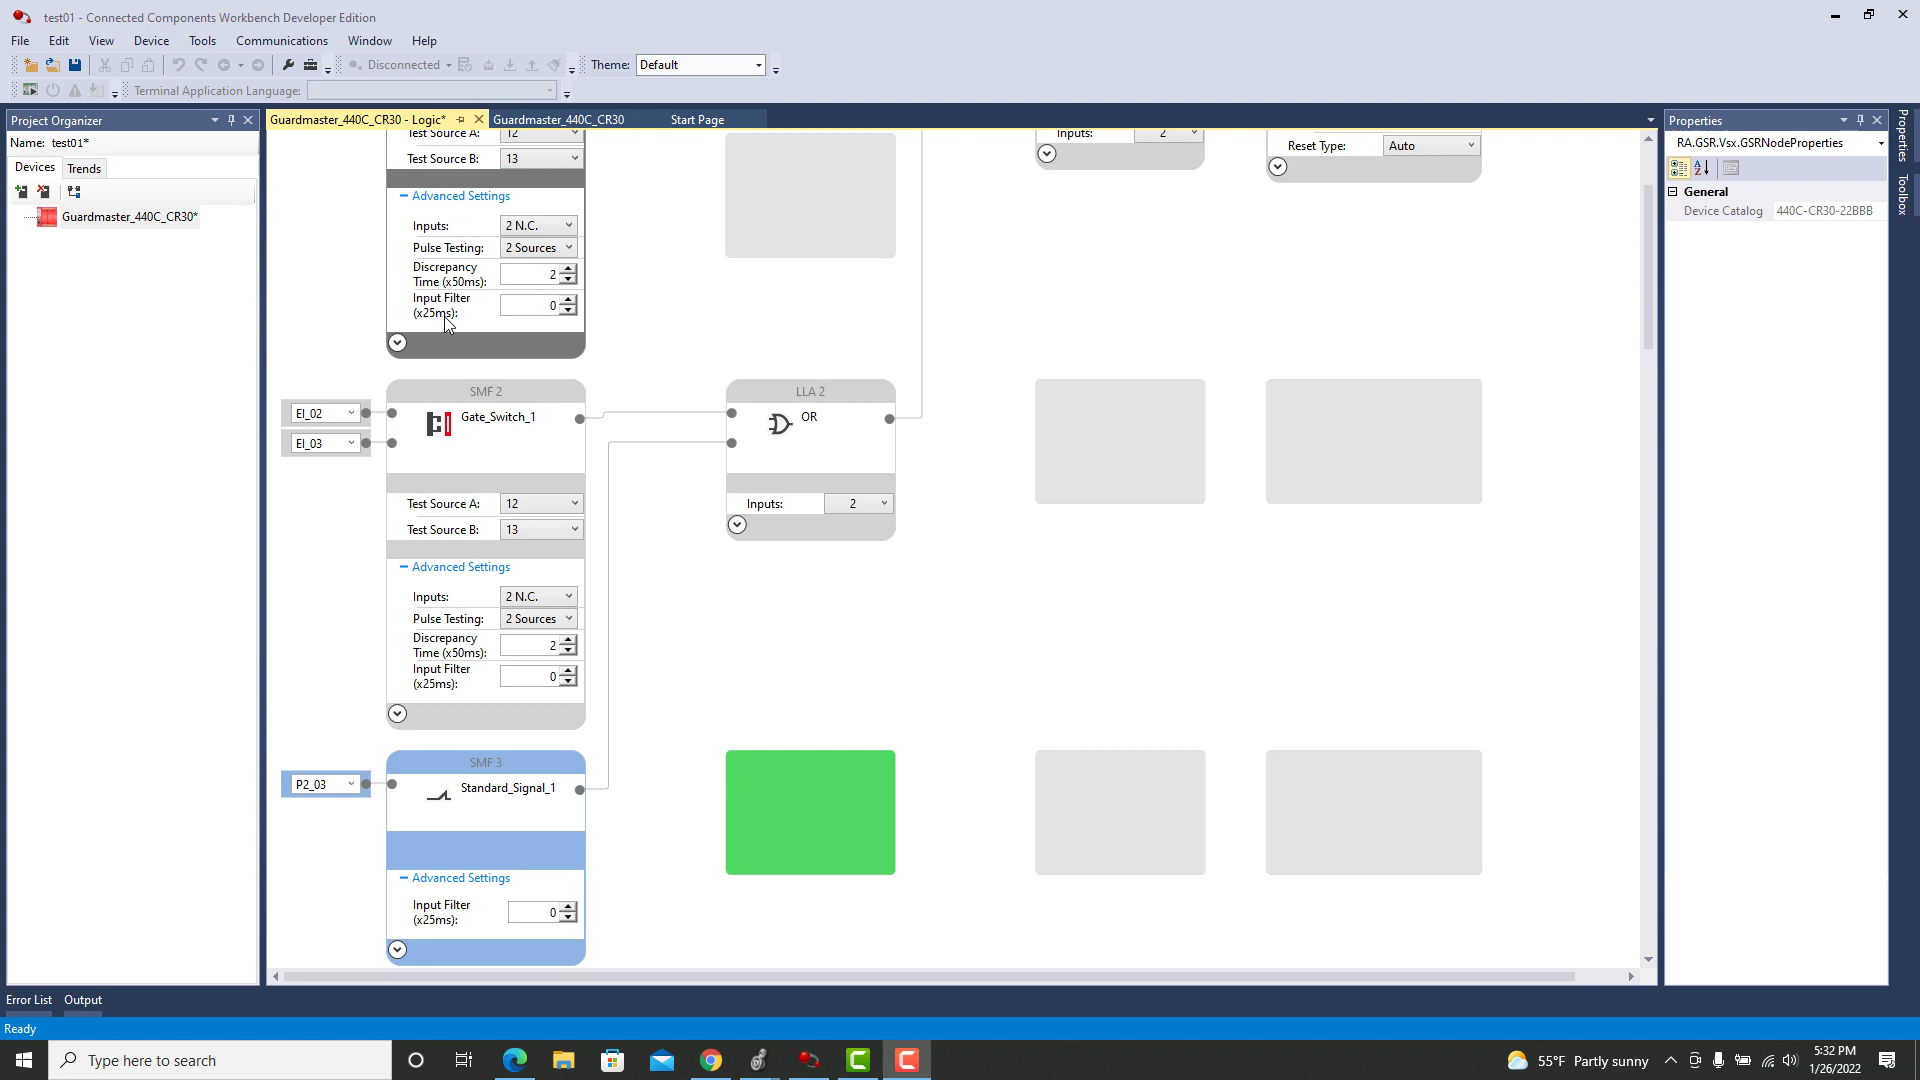 test01 - Connected Components Workbench Developer Edition
File Edit View Device Tools Communications Window Help
Disconnected Theme: Default
Terminal Application Language:
Project Organizer
Name: test01*
Devices Trends
Guardmaster_440C_CR30*
Guardmaster_440C_CR30 - Logic* Guardmaster_440C_CR30 Start Page
Test Source A: 12
Test Source B: 13
Advanced Settings
Inputs: 2 N.C.
Pulse Testing: 2 Sources
Discrepancy
Time (x50ms): 2
Input Filter
(x25ms): 0
Inputs: 2
Reset Type: Auto
SMF 2
EI_02
EI_03
Gate_Switch_1
Test Source A: 12
Test Source B: 13
Advanced Settings
Inputs: 2 N.C.
Pulse Testing: 2 Sources
Discrepancy
Time (x50ms): 2
Input Filter
(x25ms): 0
LLA 2
OR
Inputs: 2
SMF 3
P2_03
Standard_Signal_1
Advanced Settings
Input Filter
(x25ms): 0
Properties
RA.GSR.Vsx.GSRNodeProperties
General
Device Catalog 440C-CR30-22BBB
Properties
Toolbox
Error List Output
Ready
Type here to search
55°F Partly sunny
5:32 PM
1/26/2022